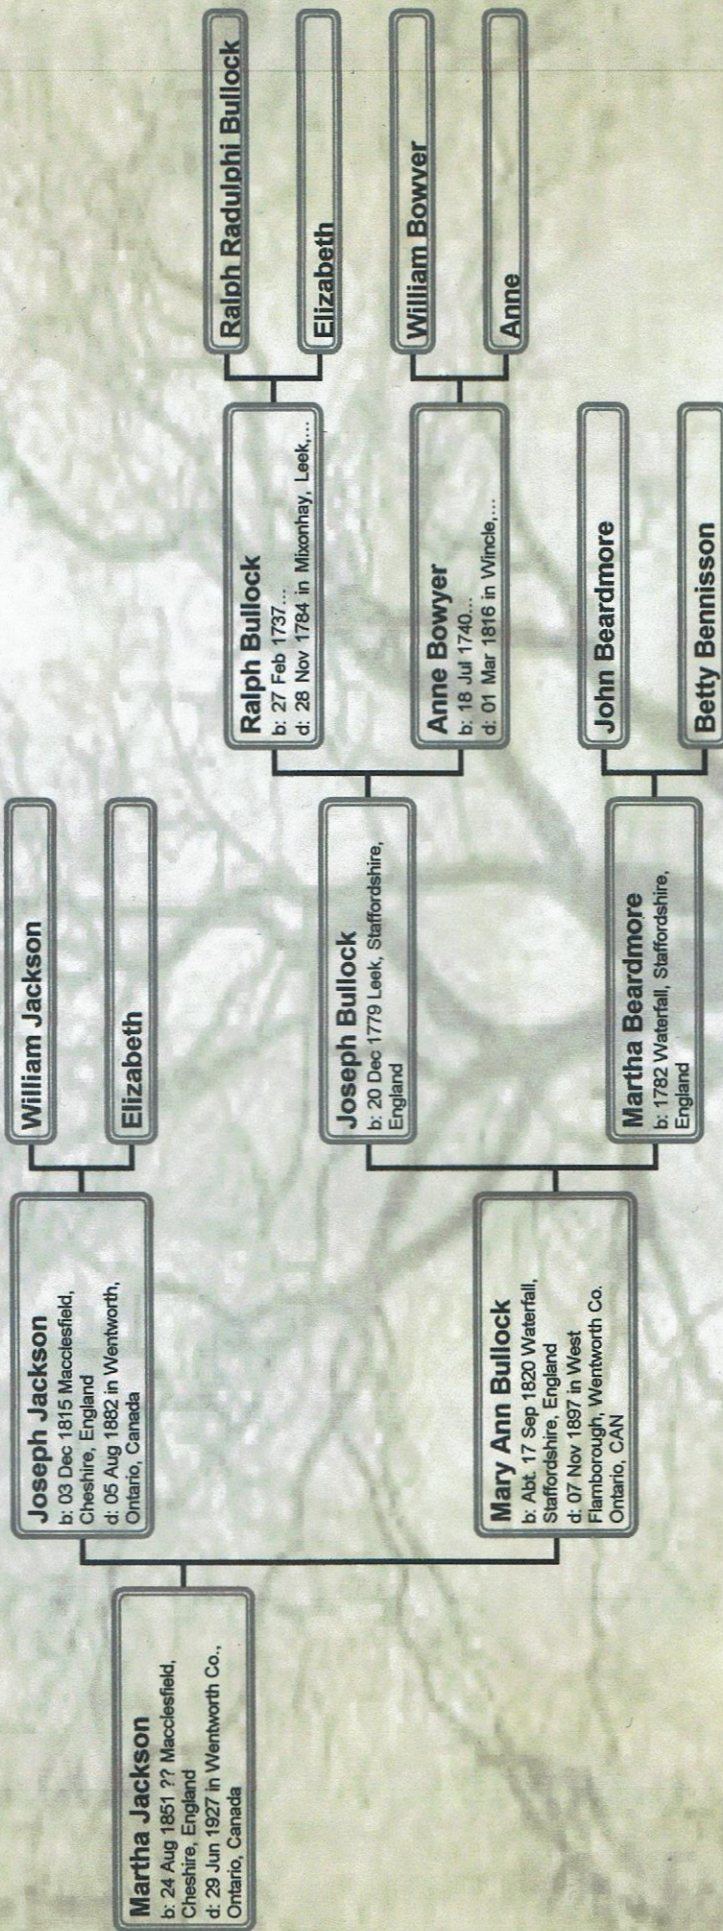 Martha Jackson
b: 24 Aug 1851 ?? Macclesfield,
Cheshire, England
d: 29 Jun 1927 in Wentworth Co.,
Ontario, Canada
Joseph Jackson
b: 03 Dec 1815 Macclesfield,
Cheshire, England
d: 05 Aug 1882 in Wentworth,
Ontario, Canada
Mary Ann Bullock
b: Abt. 17 Sep 1820 Waterfall,
Staffordshire, England
d: 07 Nov 1897 in West
Flamborough, Wentworth Co.
Ontario, CAN
William Jackson
Elizabeth
Joseph Bullock
b: 20 Dec 1779 Leek, Staffordshire,
England
Martha Beardmore
b: 1782 Waterfall, Staffordshire,
England
Ralph Bullock
b: 27 Feb 1737...
d: 28 Nov 1784 in Mixonhay, Leek,...
Anne Bowyer
b: 18 Jul 1740...
d: 01 Mar 1816 in Wincle,...
John Beardmore
Betty Bennisson
Ralph Radulphi Bullock
Elizabeth
William Bowyer
Anne